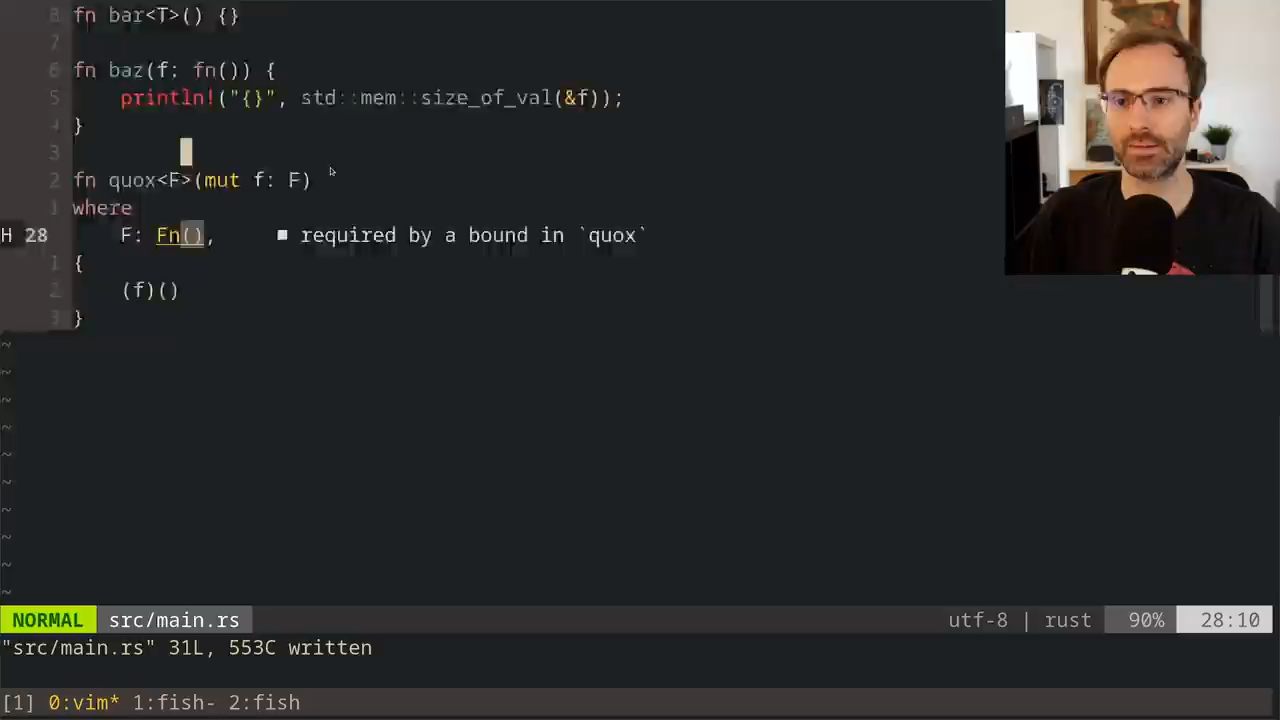 8 fn bar<T>() {}
7
6 fn baz(f: fn()) {
5     println!("{}", std::mem::size_of_val(&f));
4 }
3
2 fn quox<F>(mut f: F)
1 where
H 28     F: Fn(),     ■ required by a bound in `quox`
1 {
2     (f)()
3 }
~
~
~
~
~
~
~
~
~
~
NORMAL src/main.rs utf-8 | rust 90% 28:10
"src/main.rs" 31L, 553C written
[1] 0:vim* 1:fish- 2:fish